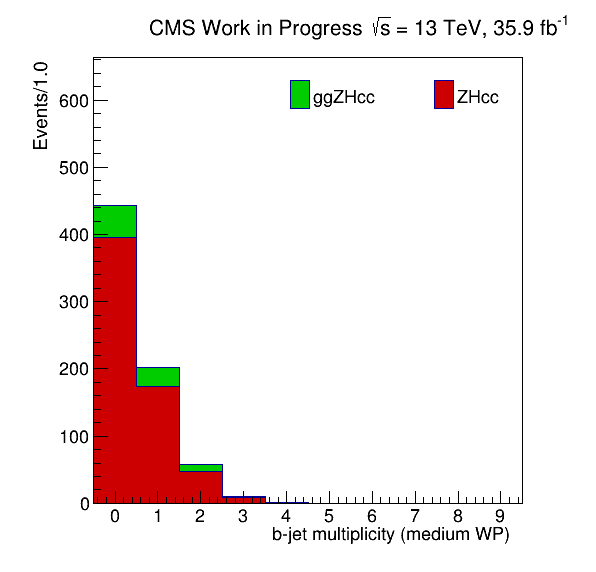 CMS Work in Progress √s = 13 TeV, 35.9 fb⁻¹
Events/1.0
ggZHcc ZHcc
600
500
400
300
200
100
0
0 1 2 3 4 5 6 7 8 9
b-jet multiplicity (medium WP)